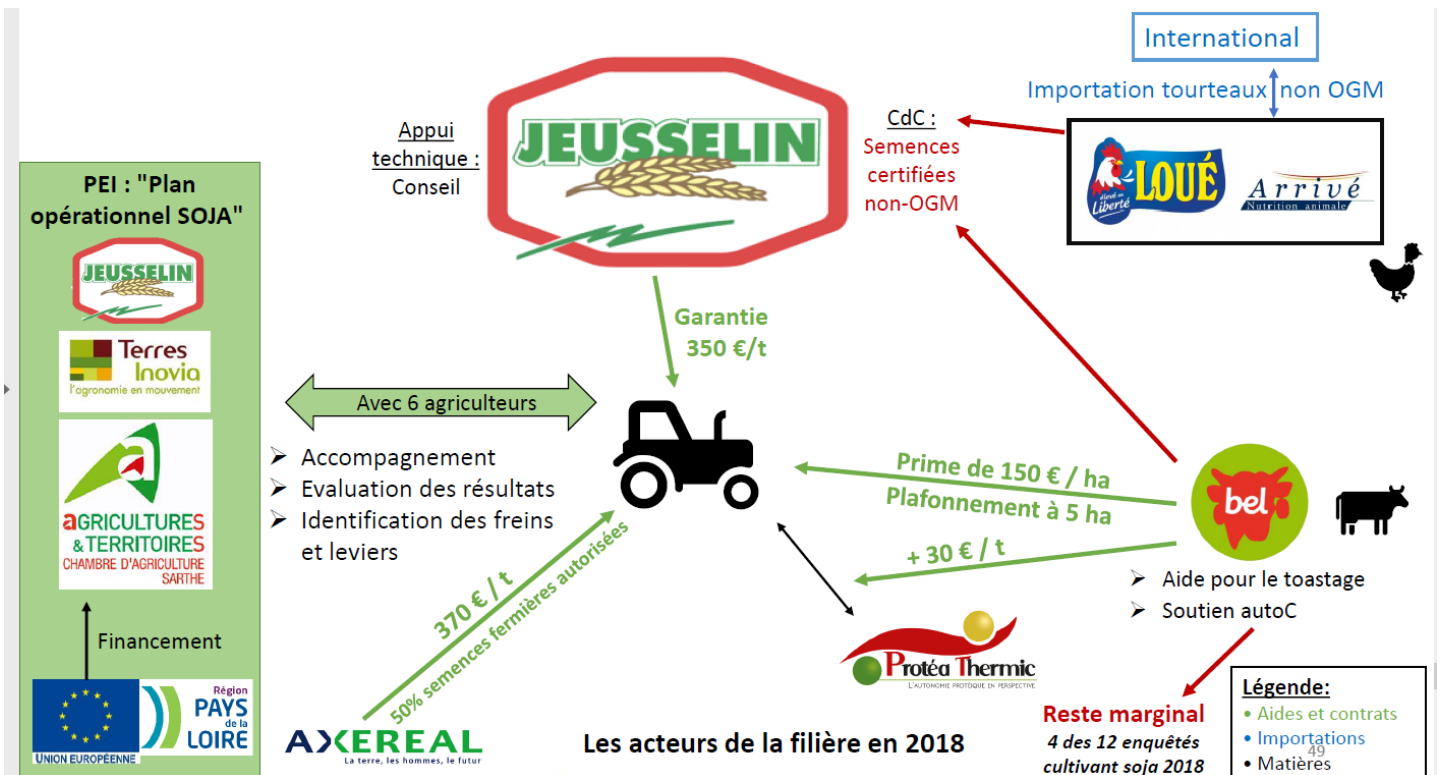 International
Importation tourteaux non OGM
LOUÉ
élevé en
Liberté
Arrivé
Nutrition animale
CdC :
Semences
certifiées
non-OGM
Appui
technique :
Conseil
JEUSSELIN
PEI : "Plan
opérationnel SOJA"
JEUSSELIN
Terres
Inovia
l'agronomie en mouvement
aGRICULTURES
& TERRITOIRES
CHAMBRE D'AGRICULTURE
SARTHE
Financement
UNION EUROPÉENNE
Région
PAYS
de la
LOIRE
Garantie
350 €/t
Avec 6 agriculteurs
➢ Accompagnement
➢ Evaluation des résultats
➢ Identification des freins
et leviers
370 € / t
50% semences fermières autorisées
AXEREAL
La terre, les hommes, le futur
Prime de 150 € / ha
Plafonnement à 5 ha
+ 30 € / t
bel
➢ Aide pour le toastage
➢ Soutien autoC
Protéa Thermic
L'AUTONOMIE PROTÉIQUE EN PERSPECTIVE
Reste marginal
4 des 12 enquêtés
cultivant soja 2018
Les acteurs de la filière en 2018
Légende:
• Aides et contrats
• Importations
• Matières
49